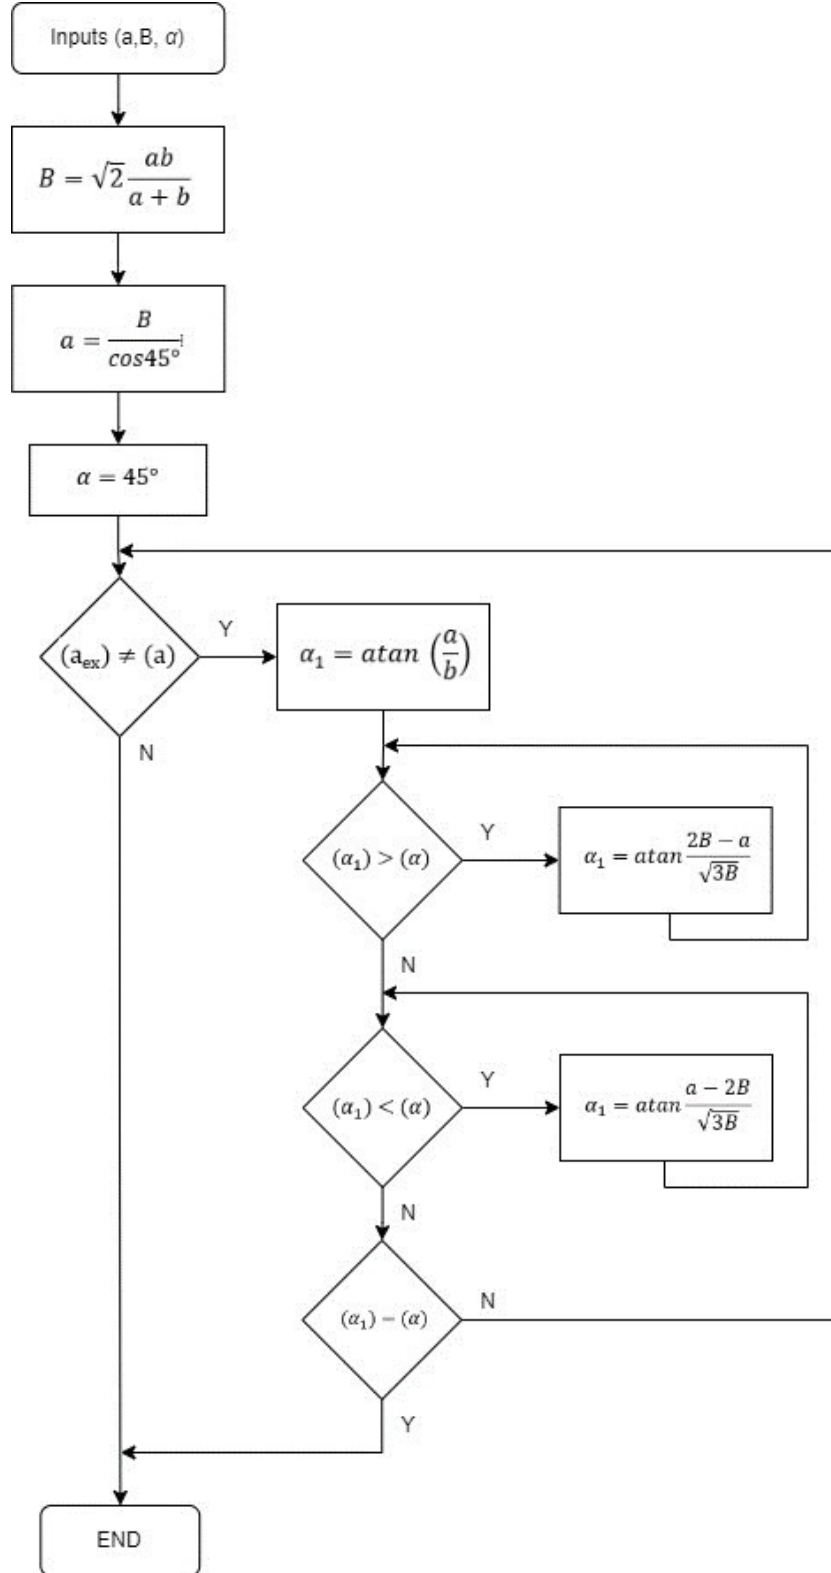 Inputs (a,B, α)
B = √2 ab/(a + b)
a = B/cos45°
α = 45°
(a_ex) ≠ (a)
Y
α₁ = atan (a/b)
N
(α₁) > (α)
Y
α₁ = atan (2B − a)/√3B
N
(α₁) < (α)
Y
α₁ = atan (a − 2B)/√3B
N
(α₁) − (α)
N
Y
END